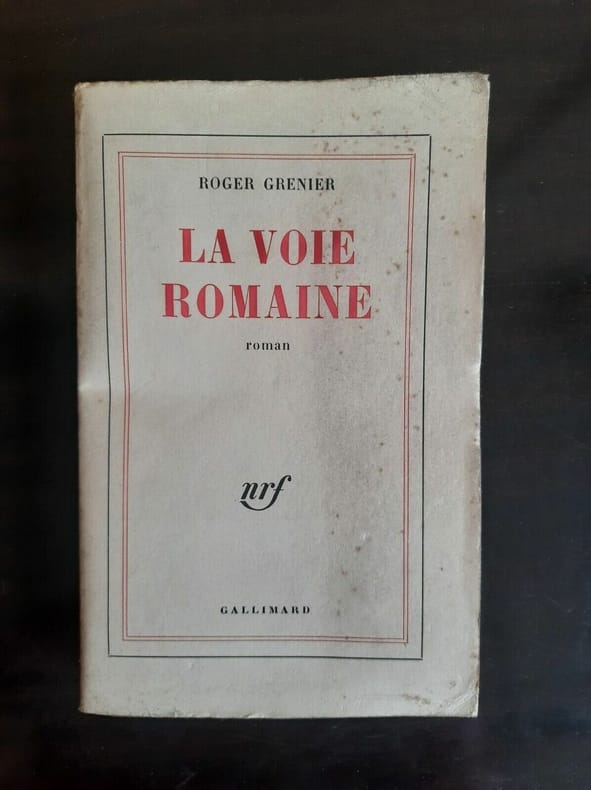 ROGER GRENIER
LA VOIE
ROMAINE
roman
nrf
GALLIMARD